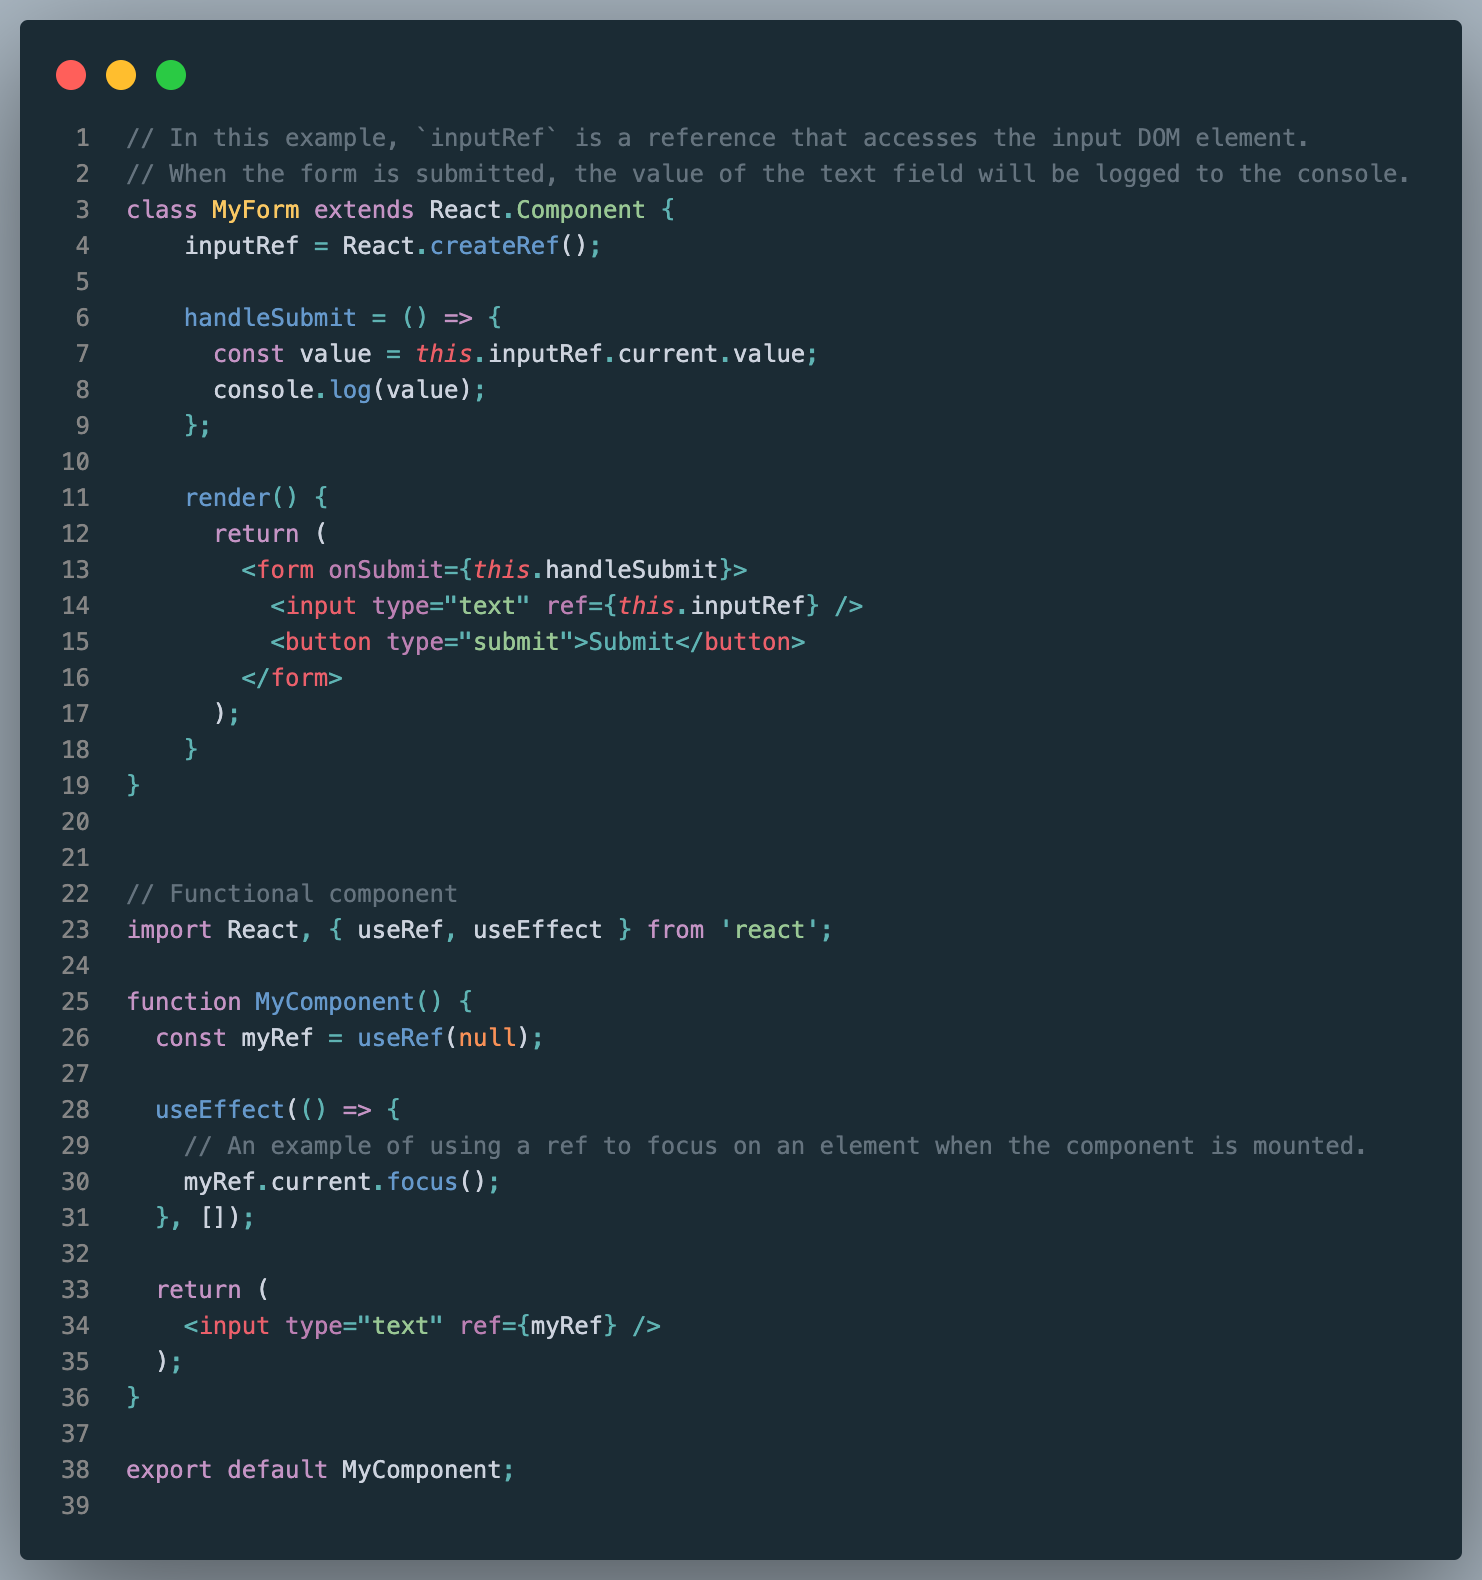 1 // In this example, `inputRef` is a reference that accesses the input DOM element.
2 // When the form is submitted, the value of the text field will be logged to the console.
3 class MyForm extends React.Component {
4     inputRef = React.createRef();
5
6     handleSubmit = () => {
7       const value = this.inputRef.current.value;
8       console.log(value);
9     };
10
11     render() {
12       return (
13         <form onSubmit={this.handleSubmit}>
14           <input type="text" ref={this.inputRef} />
15           <button type="submit">Submit</button>
16         </form>
17       );
18     }
19 }
20
21
22 // Functional component
23 import React, { useRef, useEffect } from 'react';
24
25 function MyComponent() {
26   const myRef = useRef(null);
27
28   useEffect(() => {
29     // An example of using a ref to focus on an element when the component is mounted.
30     myRef.current.focus();
31   }, []);
32
33   return (
34     <input type="text" ref={myRef} />
35   );
36 }
37
38 export default MyComponent;
39